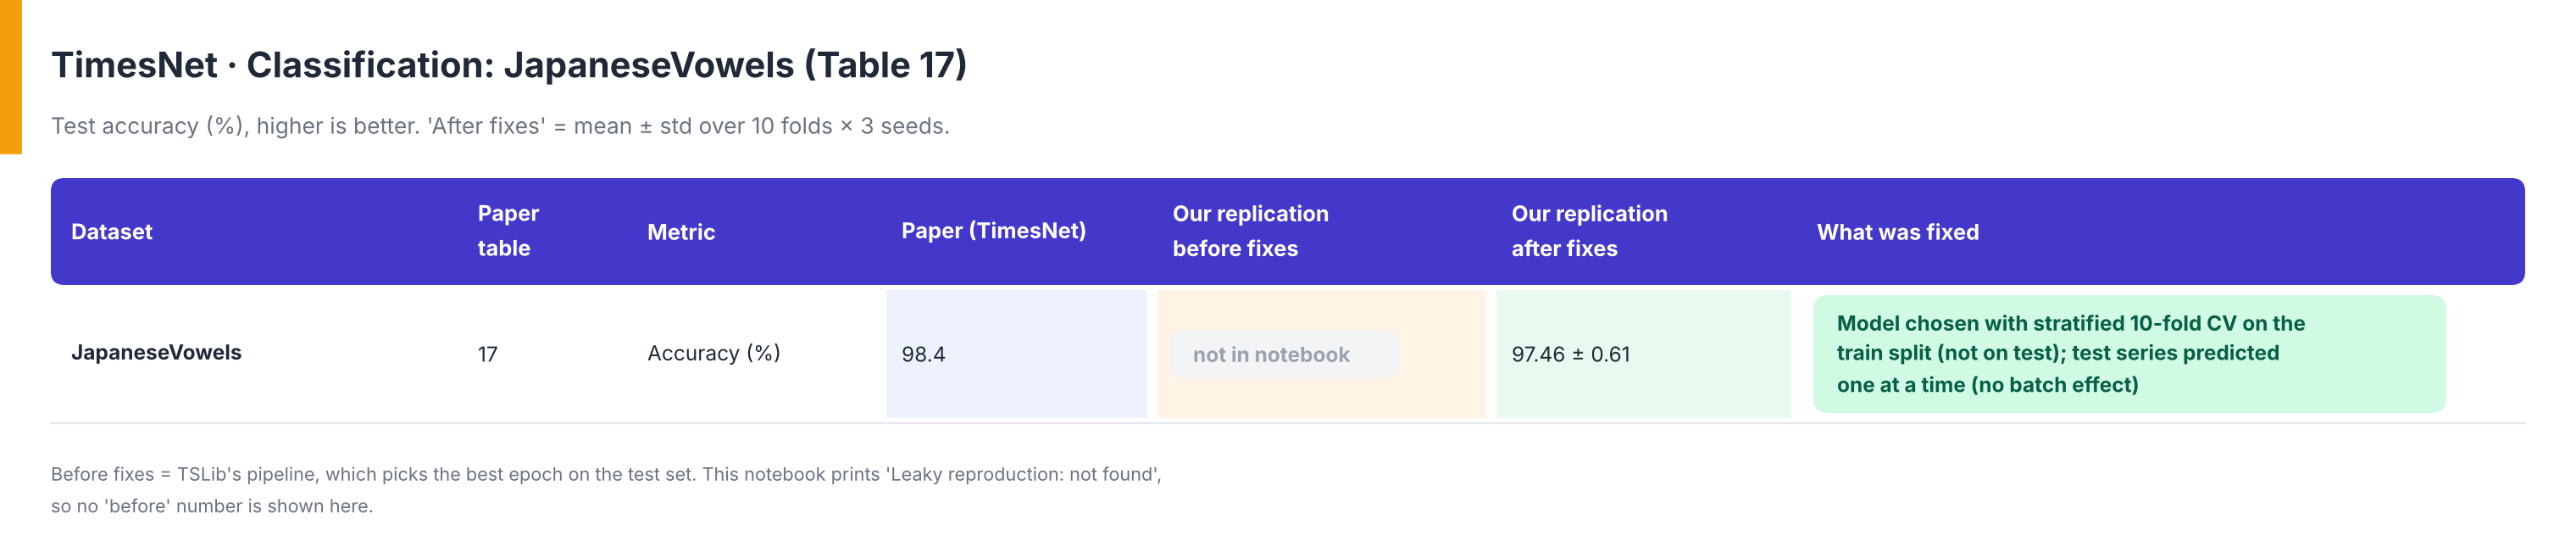 TimesNet · Classification: JapaneseVowels (Table 17)
Test accuracy (%), higher is better. 'After fixes' = mean ± std over 10 folds × 3 seeds.
Dataset
Paper
table
Metric
Paper (TimesNet)
Our replication
before fixes
Our replication
after fixes
What was fixed
JapaneseVowels
17
Accuracy (%)
98.4
not in notebook
97.46 ± 0.61
Model chosen with stratified 10-fold CV on the
train split (not on test); test series predicted
one at a time (no batch effect)
Before fixes = TSLib's pipeline, which picks the best epoch on the test set. This notebook prints 'Leaky reproduction: not found',
so no 'before' number is shown here.